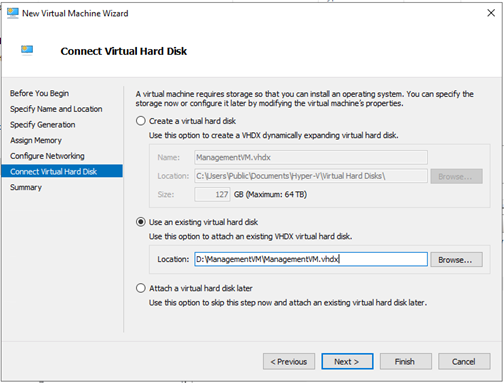 New Virtual Machine Wizard
Connect Virtual Hard Disk
Before You Begin
Specify Name and Location
Specify Generation
Assign Memory
Configure Networking
Connect Virtual Hard Disk
Summary
A virtual machine requires storage so that you can install an operating system. You can specify the
storage now or configure it later by modifying the virtual machine's properties.
Create a virtual hard disk
Use this option to create a VHDX dynamically expanding virtual hard disk.
Name: ManagementVM.vhdx
Location: C:\Users\Public\Documents\Hyper-V\Virtual Hard Disks\ Browse...
Size: 127 GB (Maximum: 64 TB)
Use an existing virtual hard disk
Use this option to attach an existing VHDX virtual hard disk.
Location: D:\ManagementVM\ManagementVM.vhdx Browse...
Attach a virtual hard disk later
Use this option to skip this step now and attach an existing virtual hard disk later.
< Previous Next > Finish Cancel